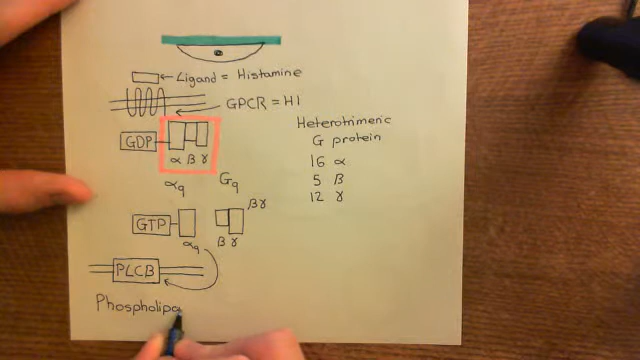 Ligand = Histamine
GPCR = H1
Heterotrimeric
G protein
GDP
α β γ
16 α
5 β
12 γ
αq Gq
βγ
GTP
αq β γ
PLCβ
Phospholipa